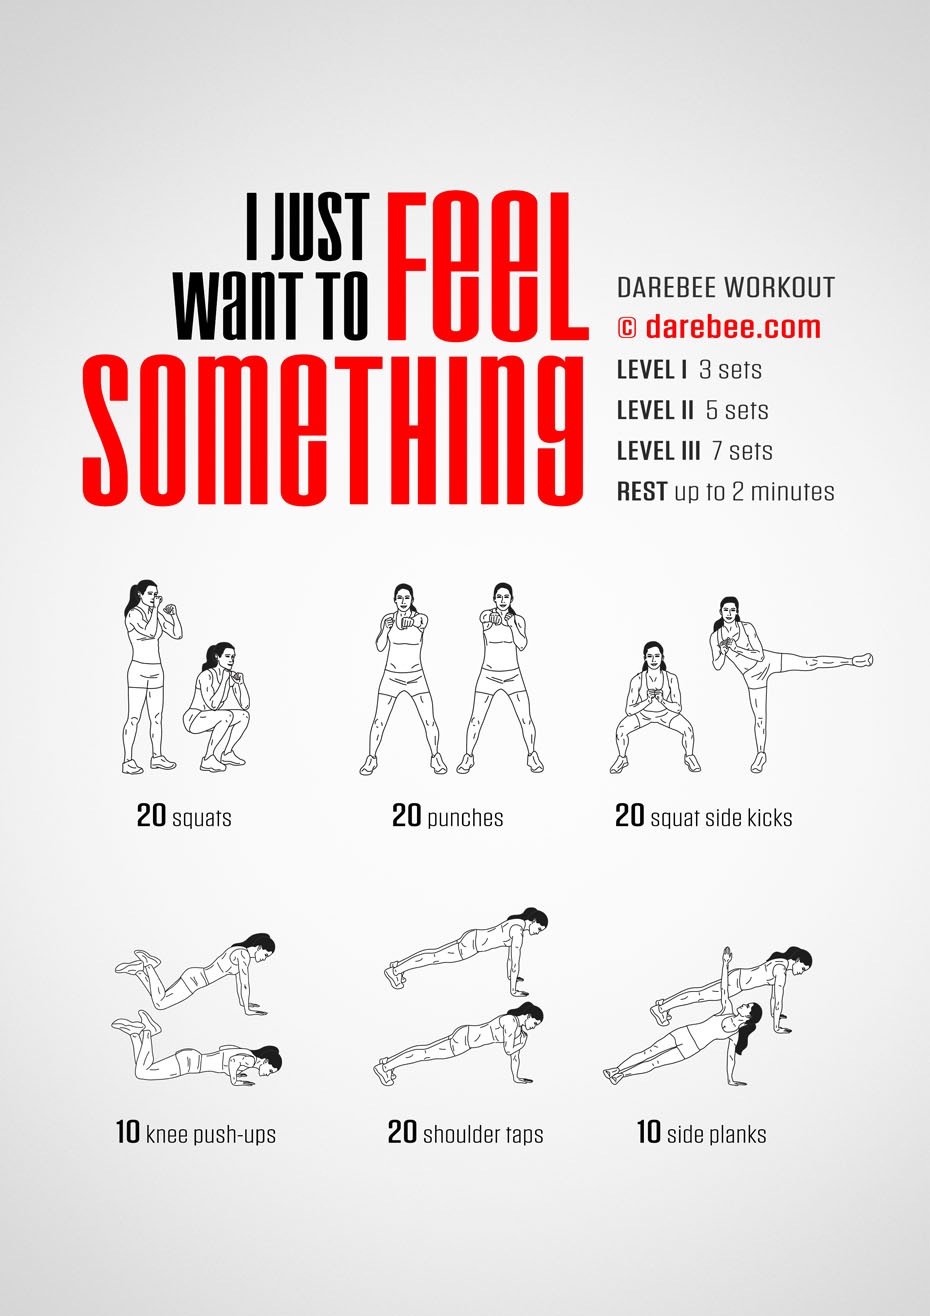 I JUST
WANT TO FEEL
SOMETHING
DAREBEE WORKOUT
© darebee.com
LEVEL I 3 sets
LEVEL II 5 sets
LEVEL III 7 sets
REST up to 2 minutes
20 squats
20 punches
20 squat side kicks
10 knee push-ups
20 shoulder taps
10 side planks